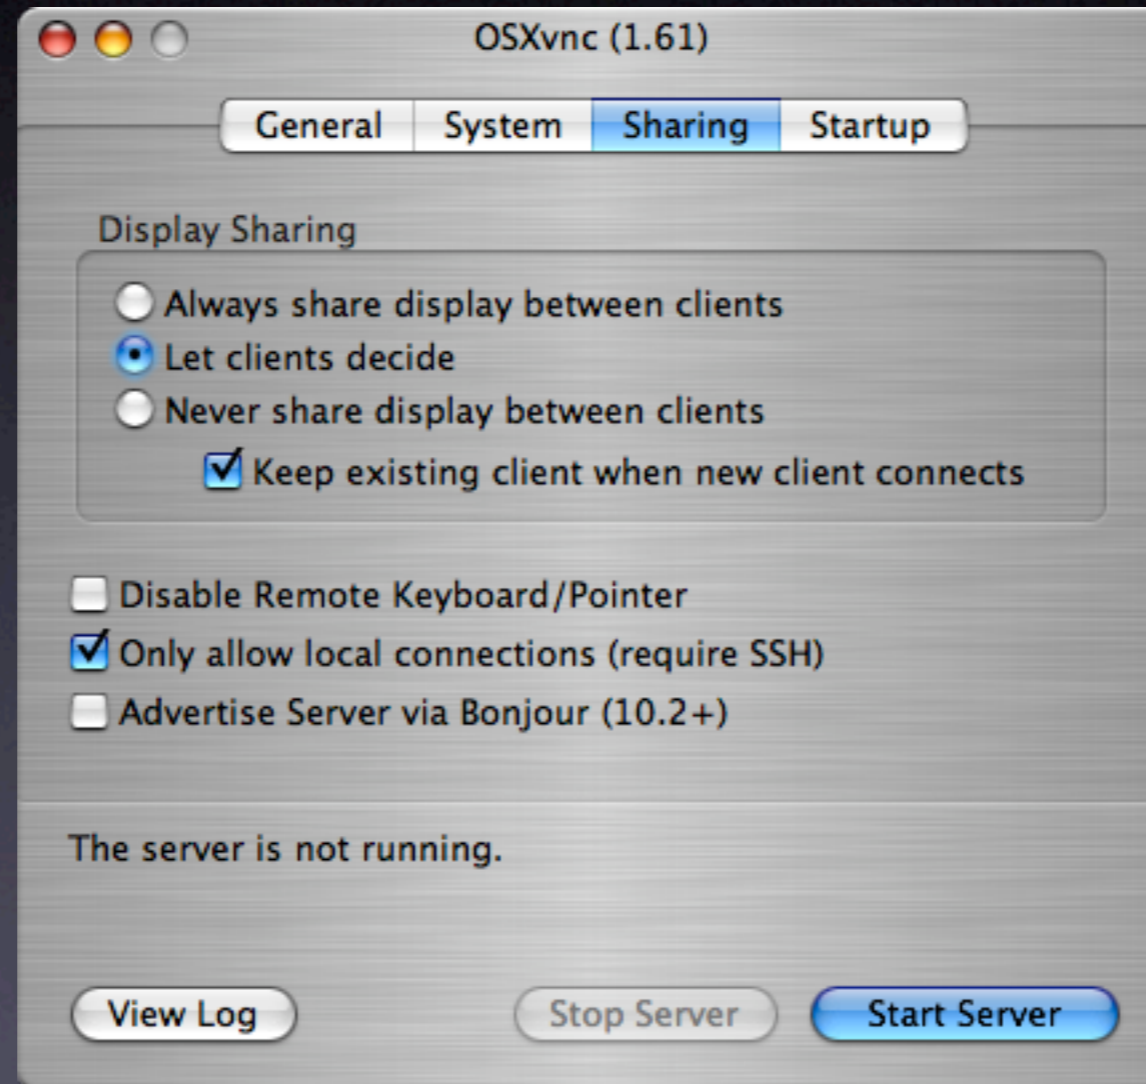 OSXvnc (1.61)
General System Sharing Startup
Display Sharing
Always share display between clients
Let clients decide
Never share display between clients
Keep existing client when new client connects
Disable Remote Keyboard/Pointer
Only allow local connections (require SSH)
Advertise Server via Bonjour (10.2+)
The server is not running.
View Log Stop Server Start Server